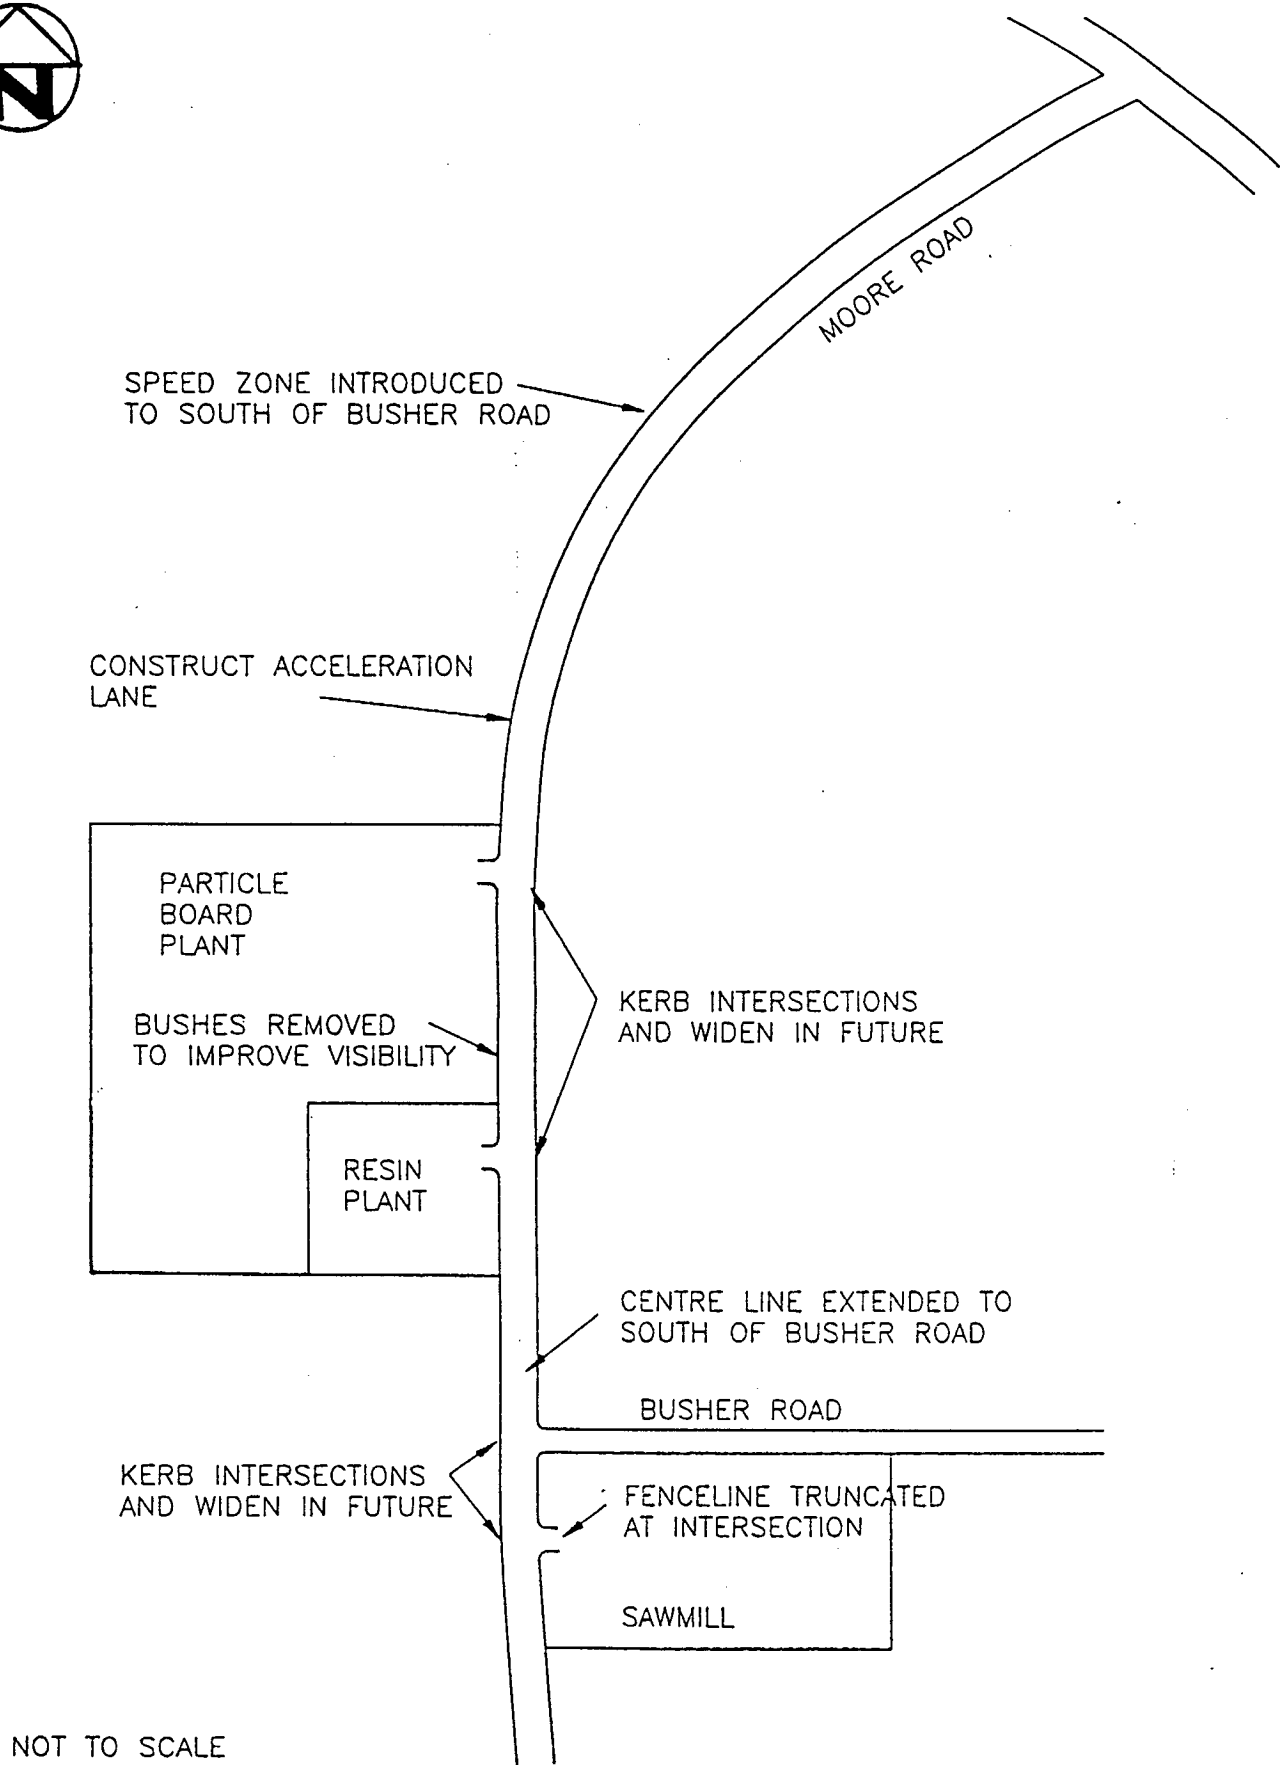 N
MOORE ROAD
SPEED ZONE INTRODUCED
TO SOUTH OF BUSHER ROAD
CONSTRUCT ACCELERATION
LANE
PARTICLE
BOARD
PLANT
KERB INTERSECTIONS
AND WIDEN IN FUTURE
BUSHES REMOVED
TO IMPROVE VISIBILITY
RESIN
PLANT
CENTRE LINE EXTENDED TO
SOUTH OF BUSHER ROAD
BUSHER ROAD
KERB INTERSECTIONS
AND WIDEN IN FUTURE
FENCELINE TRUNCATED
AT INTERSECTION
SAWMILL
NOT TO SCALE